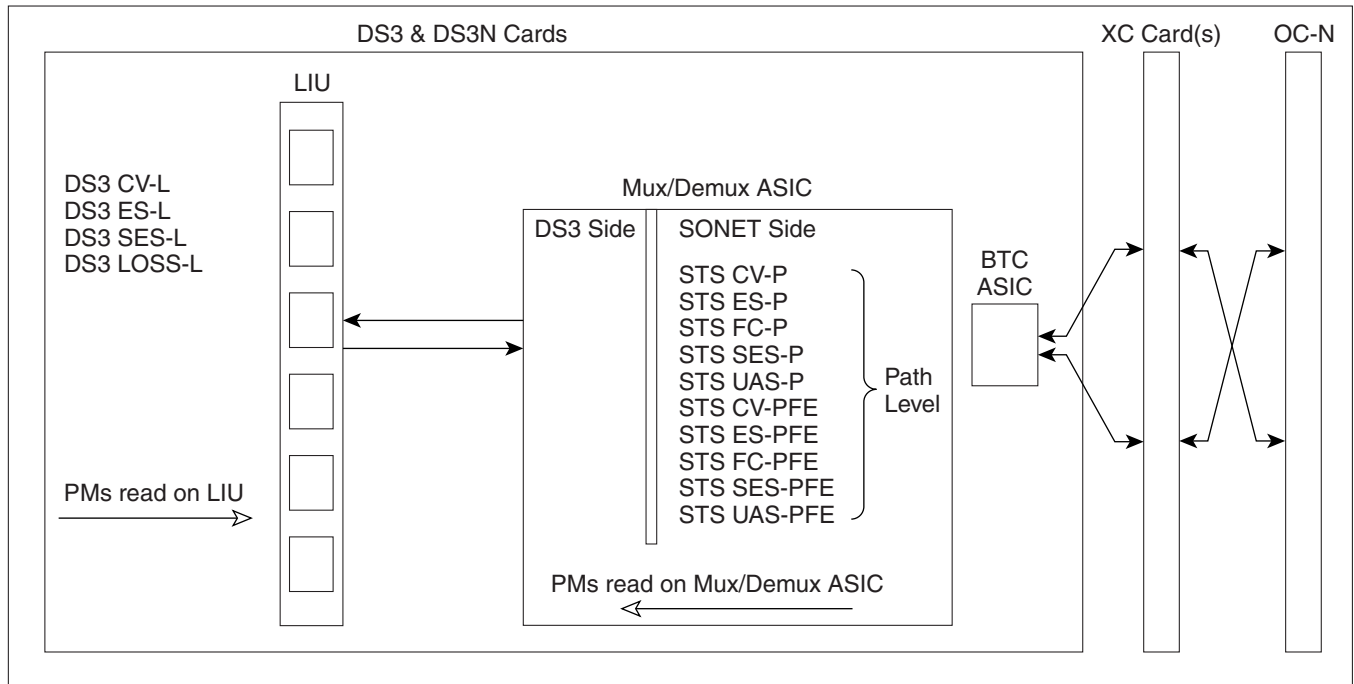 DS3 & DS3N Cards
XC Card(s)
OC-N
LIU
DS3 CV-L
DS3 ES-L
DS3 SES-L
DS3 LOSS-L
PMs read on LIU
Mux/Demux ASIC
DS3 Side
SONET Side
STS CV-P
STS ES-P
STS FC-P
STS SES-P
STS UAS-P
STS CV-PFE
STS ES-PFE
STS FC-PFE
STS SES-PFE
STS UAS-PFE
Path
Level
PMs read on Mux/Demux ASIC
BTC
ASIC
110718